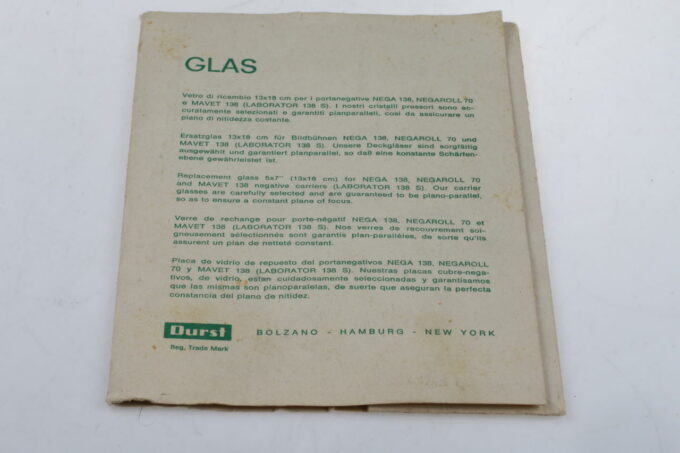 GLAS
Vetro di ricambio 13x18 cm per i portanegative NEGA 138, NEGAROLL 70
e MAVET 138 (LABORATOR 138 S). I nostri cristalli pressori sono ac-
curatamente selezionati e garantiti planparalleli, così da assicurare un
piano di nitidezza costante.
Ersatzglas 13x18 cm für Bildbühnen NEGA 138, NEGAROLL 70 und
MAVET 138 (LABORATOR 138 S). Unsere Deckgläser sind sorgfältig
ausgewählt und garantiert planparallel, so daß eine konstante Schärfen-
ebene gewährleistet ist.
Replacement glass 5x7" (13x18 cm) for NEGA 138, NEGAROLL 70
and MAVET 138 negative carriers (LABORATOR 138 S). Our carrier
glasses are carefully selected and are guaranteed to be plano-parallel,
so as to ensure a constant plane of focus.
Verre de rechange pour porte-négatif NEGA 138, NEGAROLL 70 et
MAVET 138 (LABORATOR 138 S). Nos verres de recouvrement soi-
gneusement sélectionnés sont garantis plan-parallèles, de sorte qu'ils
assurent un plan de netteté constant.
Placa de vidrio de repuesto del portanegativos NEGA 138, NEGAROLL
70 y MAVET 138 (LABORATOR 138 S). Nuestras placas cubre-nega-
tivos, de vidrio, estan cuidadosamente seleccionadas y garantisamos
que las mismas son planoparalelas, de suerte que aseguran la perfecta
constancia del plano de nitidez.
Durst BOLZANO - HAMBURG - NEW YORK
Reg. Trade Mark